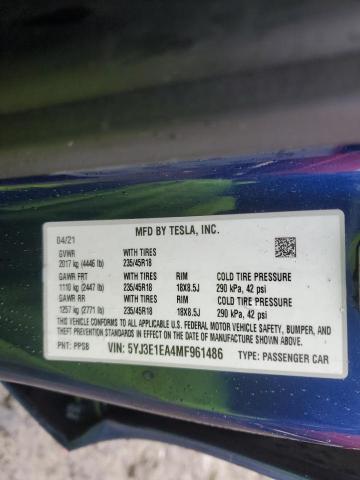 MFD BY TESLA, INC.
04/21
GVWR WITH TIRES
2017 kg (4446 lb) 235/45R18
GAWR FRT WITH TIRES RIM COLD TIRE PRESSURE
1110 kg (2447 lb) 235/45R18 18X8.5J 290 kPa, 42 psi
GAWR RR WITH TIRES RIM COLD TIRE PRESSURE
1257 kg (2771 lb) 235/45R18 18X8.5J 290 kPa, 42 psi
THIS VEHICLE CONFORMS TO ALL APPLICABLE U.S. FEDERAL MOTOR VEHICLE SAFETY, BUMPER, AND
THEFT PREVENTION STANDARDS IN EFFECT ON THE DATE OF MANUFACTURE SHOWN ABOVE.
PNT: PPSB VIN: 5YJ3E1EA4MF961486 TYPE: PASSENGER CAR